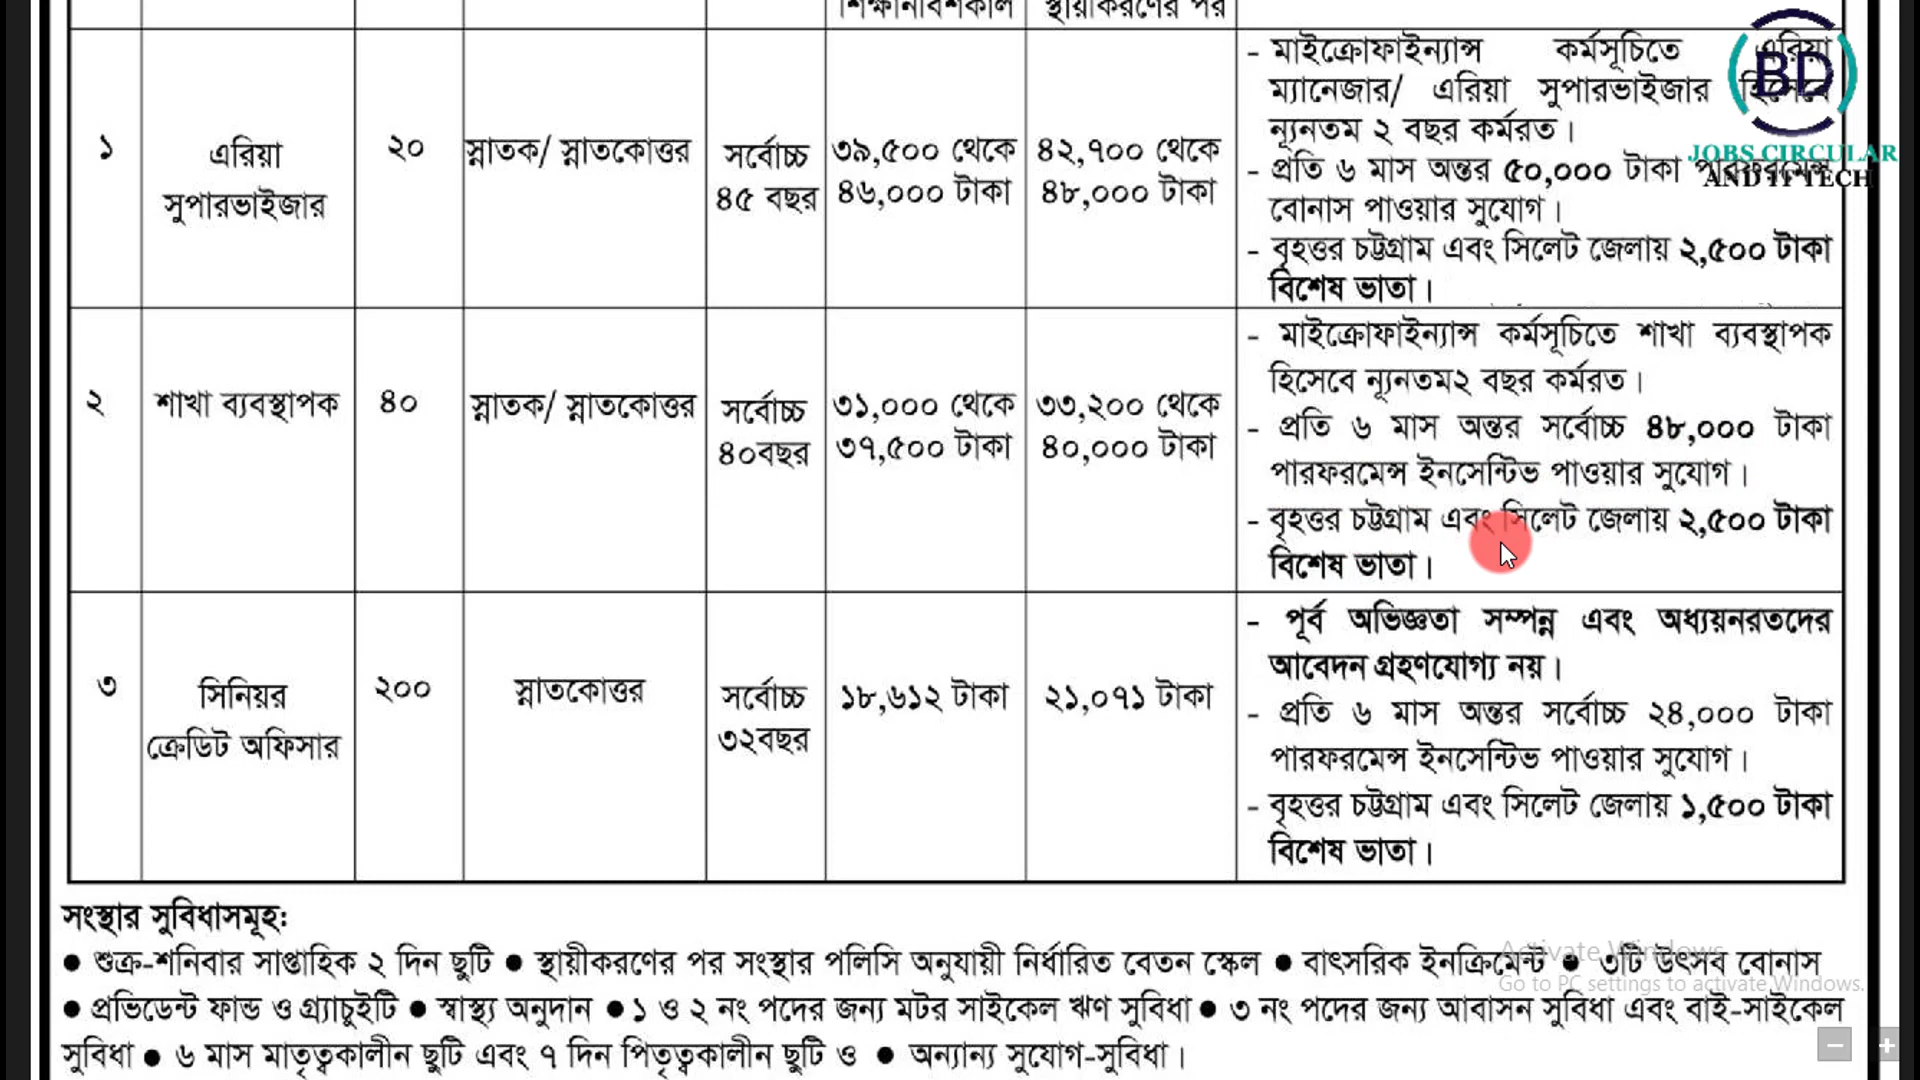 শিক্ষানবিশকাল স্থায়ীকরণের পর
১
এরিয়া
সুপারভাইজার
২০
স্নাতক/ স্নাতকোত্তর
সর্বোচ্চ
৪৫ বছর
৩৯,৫০০ থেকে
৪৬,০০০ টাকা
৪২,৭০০ থেকে
৪৮,০০০ টাকা
- মাইক্রোফাইন্যান্স কর্মসূচিতে এরিয়া
ম্যানেজার/ এরিয়া সুপারভাইজার হিসেবে
ন্যূনতম ২ বছর কর্মরত।
- প্রতি ৬ মাস অন্তর ৫০,০০০ টাকা পারফরমেন্স
বোনাস পাওয়ার সুযোগ।
- বৃহত্তর চট্টগ্রাম এবং সিলেট জেলায় ২,৫০০ টাকা
বিশেষ ভাতা।
BD
JOBS CIRCULAR
AND IT TECH
২
শাখা ব্যবস্থাপক
৪০
স্নাতক/ স্নাতকোত্তর
সর্বোচ্চ
৪০বছর
৩১,০০০ থেকে
৩৭,৫০০ টাকা
৩৩,২০০ থেকে
৪০,০০০ টাকা
- মাইক্রোফাইন্যান্স কর্মসূচিতে শাখা ব্যবস্থাপক
হিসেবে ন্যূনতম২ বছর কর্মরত।
- প্রতি ৬ মাস অন্তর সর্বোচ্চ ৪৮,০০০ টাকা
পারফরমেন্স ইনসেন্টিভ পাওয়ার সুযোগ।
- বৃহত্তর চট্টগ্রাম এবং সিলেট জেলায় ২,৫০০ টাকা
বিশেষ ভাতা।
৩
সিনিয়র
ক্রেডিট অফিসার
২০০
স্নাতকোত্তর
সর্বোচ্চ
৩২বছর
১৮,৬১২ টাকা
২১,০৭১ টাকা
- পূর্ব অভিজ্ঞতা সম্পন্ন এবং অধ্যয়নরতদের
আবেদন গ্রহণযোগ্য নয়।
- প্রতি ৬ মাস অন্তর সর্বোচ্চ ২৪,০০০ টাকা
পারফরমেন্স ইনসেন্টিভ পাওয়ার সুযোগ।
- বৃহত্তর চট্টগ্রাম এবং সিলেট জেলায় ১,৫০০ টাকা
বিশেষ ভাতা।
সংস্থার সুবিধাসমূহ:
● শুক্র-শনিবার সাপ্তাহিক ২ দিন ছুটি ● স্থায়ীকরণের পর সংস্থার পলিসি অনুযায়ী নির্ধারিত বেতন স্কেল ● বাৎসরিক ইনক্রিমেন্ট ● ৩টি উৎসব বোনাস
● প্রভিডেন্ট ফান্ড ও গ্র্যাচুইটি ● স্বাস্থ্য অনুদান ● ১ ও ২ নং পদের জন্য মটর সাইকেল ঋণ সুবিধা ● ৩ নং পদের জন্য আবাসন সুবিধা এবং বাই-সাইকেল
সুবিধা ● ৬ মাস মাতৃত্বকালীন ছুটি এবং ৭ দিন পিতৃত্বকালীন ছুটি ও ● অন্যান্য সুযোগ-সুবিধা।
Activate Windows
Go to PC settings to activate Windows.